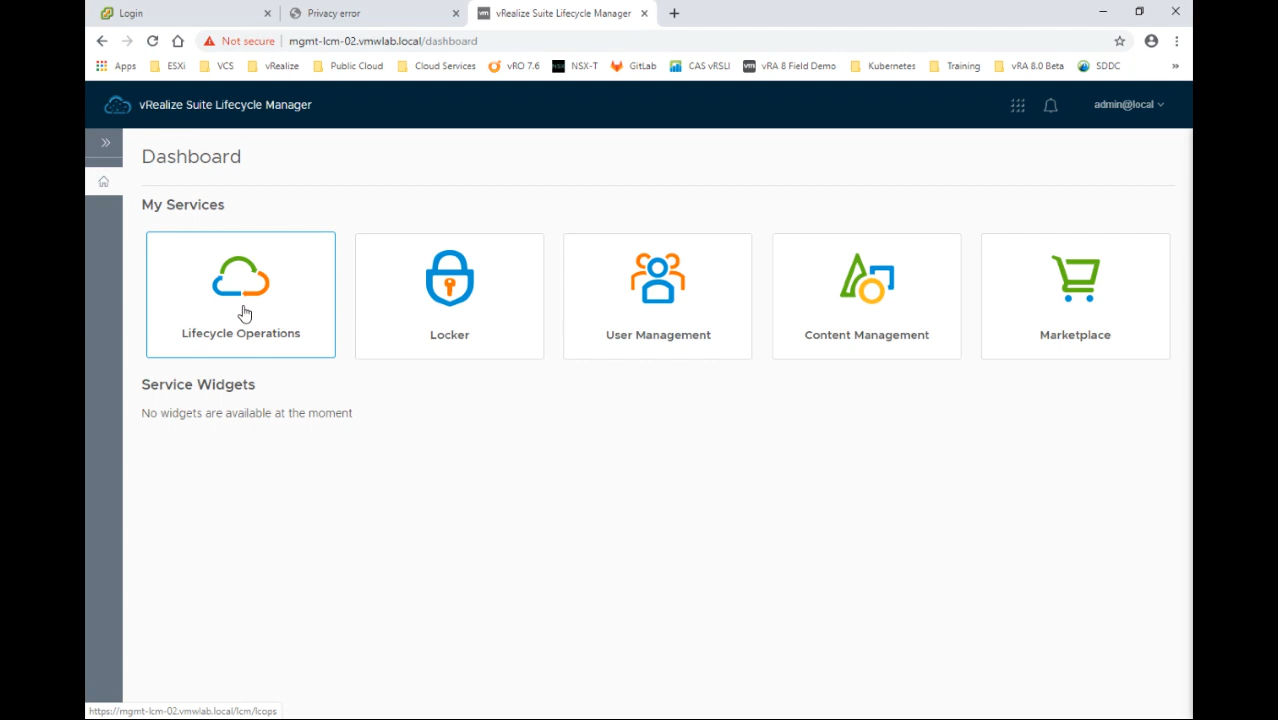 Login
Privacy error
vRealize Suite Lifecycle Manager
Not secure mgmt-lcm-02.vmwlab.local/dashboard
Apps ESXi VCS vRealize Public Cloud Cloud Services vRO 7.6 NSX-T GitLab CAS vRSLI vRA 8 Field Demo Kubernetes Training vRA 8.0 Beta SDDC »
vRealize Suite Lifecycle Manager
admin@local
Dashboard
My Services
Lifecycle Operations
Locker
User Management
Content Management
Marketplace
Service Widgets
No widgets are available at the moment
https://mgmt-lcm-02.vmwlab.local/lcm/lcops